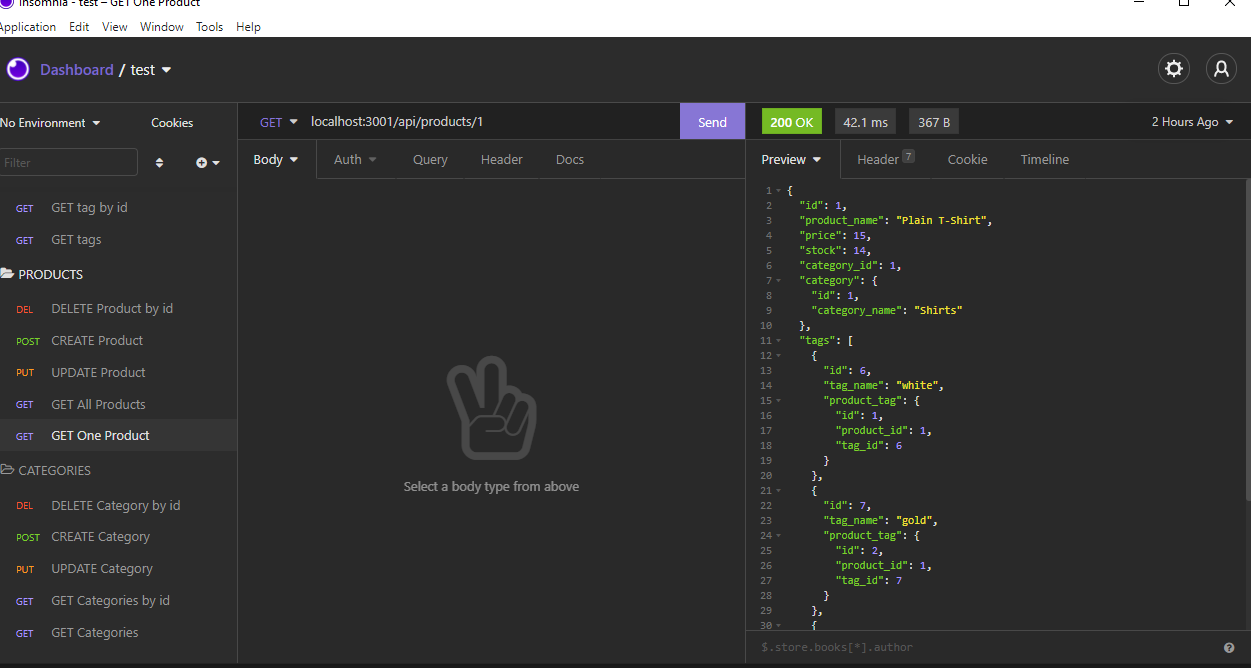 Insomnia - test – GET One Product
Application Edit View Window Tools Help
Dashboard / test
No Environment Cookies
Filter
GET GET tag by id
GET GET tags
PRODUCTS
DEL DELETE Product by id
POST CREATE Product
PUT UPDATE Product
GET GET All Products
GET GET One Product
CATEGORIES
DEL DELETE Category by id
POST CREATE Category
PUT UPDATE Category
GET GET Categories by id
GET GET Categories
GET localhost:3001/api/products/1 Send
Body Auth Query Header Docs
Select a body type from above
200 OK 42.1 ms 367 B 2 Hours Ago
Preview Header 7 Cookie Timeline
1 {
2 "id": 1,
3 "product_name": "Plain T-Shirt",
4 "price": 15,
5 "stock": 14,
6 "category_id": 1,
7 "category": {
8 "id": 1,
9 "category_name": "Shirts"
10 },
11 "tags": [
12 {
13 "id": 6,
14 "tag_name": "white",
15 "product_tag": {
16 "id": 1,
17 "product_id": 1,
18 "tag_id": 6
19 }
20 },
21 {
22 "id": 7,
23 "tag_name": "gold",
24 "product_tag": {
25 "id": 2,
26 "product_id": 1,
27 "tag_id": 7
28 }
29 },
30 {
$.store.books[*].author